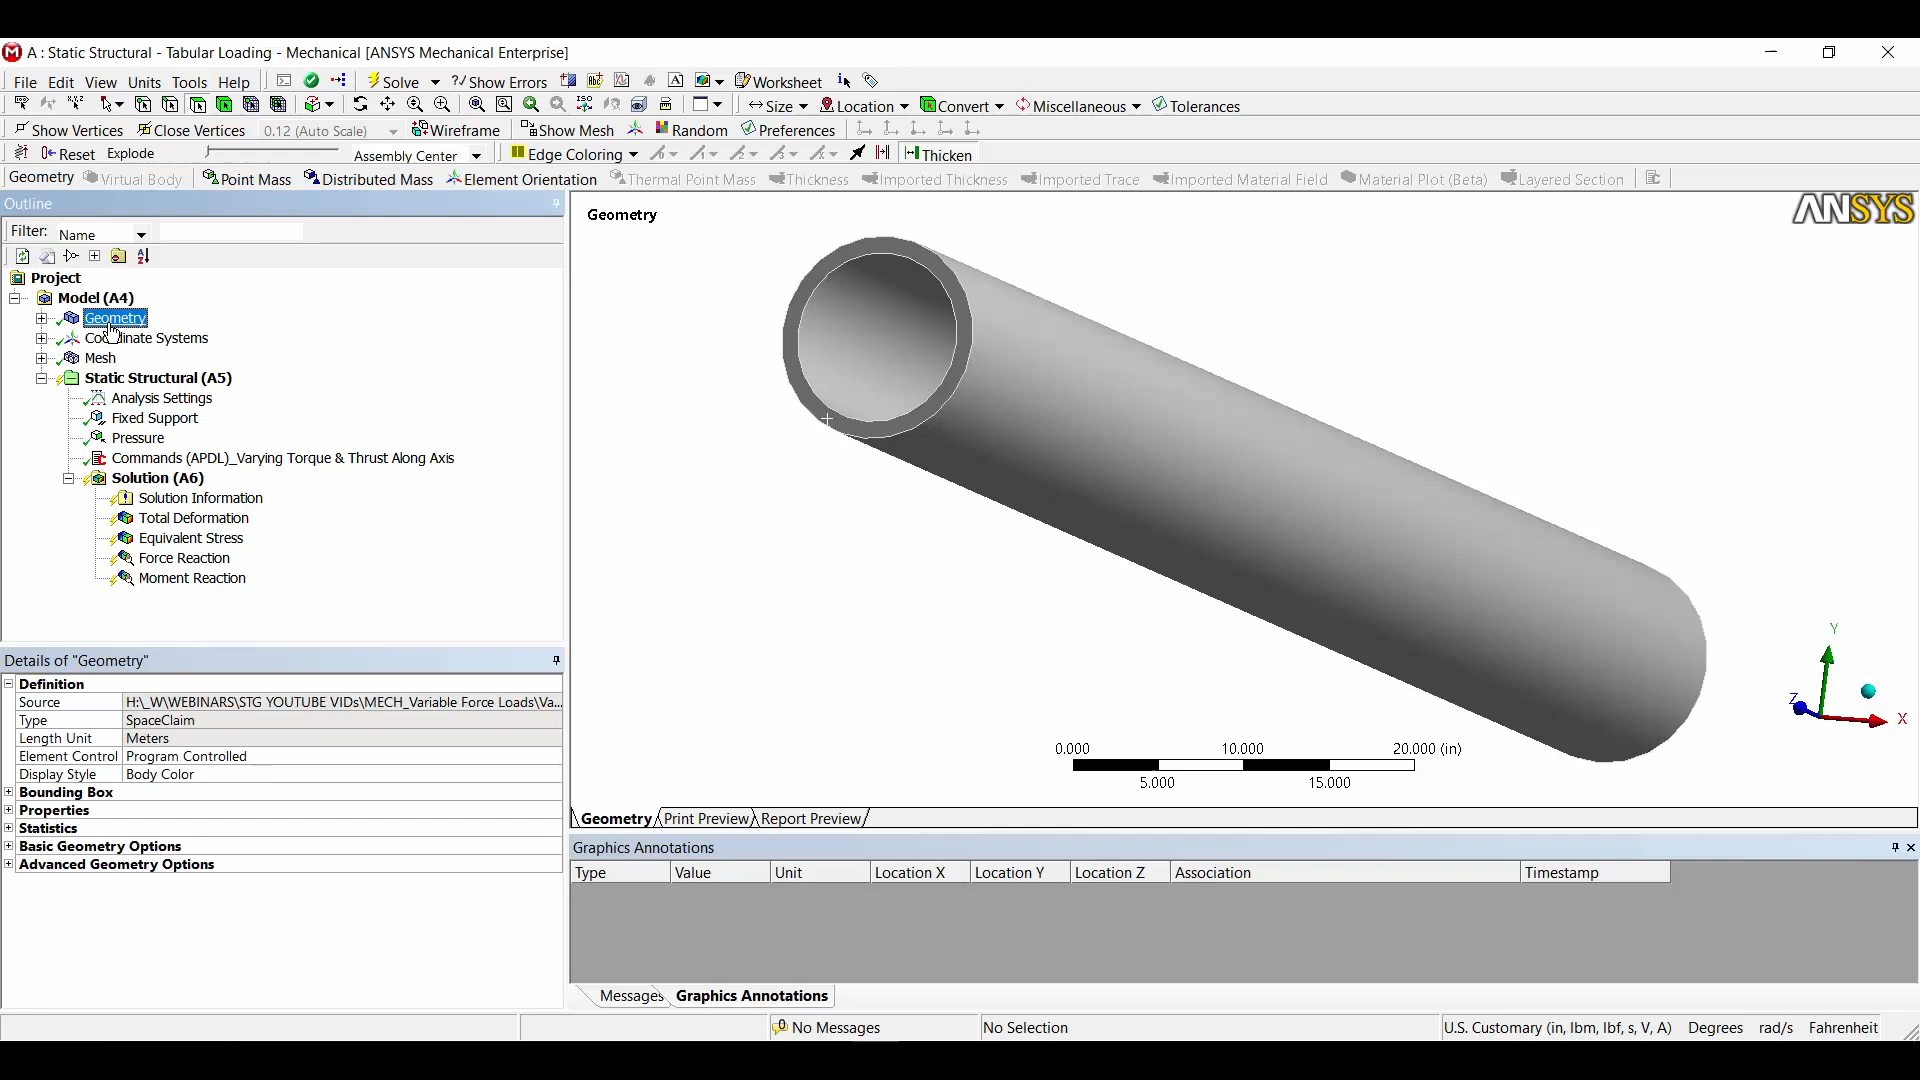 A : Static Structural - Tabular Loading - Mechanical [ANSYS Mechanical Enterprise]
File Edit View Units Tools Help Solve ?/ Show Errors Worksheet
Size Location Convert Miscellaneous Tolerances
Show Vertices Close Vertices 0.12 (Auto Scale) Wireframe Show Mesh Random Preferences
Reset Explode Assembly Center Edge Coloring Thicken
Geometry Virtual Body Point Mass Distributed Mass Element Orientation Thermal Point Mass Thickness Imported Thickness Imported Trace Imported Material Field Material Plot (Beta) Layered Section
Outline
Filter: Name
Project
Model (A4)
Geometry
Coordinate Systems
Mesh
Static Structural (A5)
Analysis Settings
Fixed Support
Pressure
Commands (APDL)_Varying Torque & Thrust Along Axis
Solution (A6)
Solution Information
Total Deformation
Equivalent Stress
Force Reaction
Moment Reaction
Details of "Geometry"
Definition
Source H:\_W\WEBINARS\STG YOUTUBE VIDs\MECH_Variable Force Loads\Va...
Type SpaceClaim
Length Unit Meters
Element Control Program Controlled
Display Style Body Color
Bounding Box
Properties
Statistics
Basic Geometry Options
Advanced Geometry Options
Geometry
ANSYS
Y
Z
X
0.000 10.000 20.000 (in)
5.000 15.000
Geometry Print Preview Report Preview
Graphics Annotations
Type Value Unit Location X Location Y Location Z Association Timestamp
Messages Graphics Annotations
0 No Messages No Selection U.S. Customary (in, lbm, lbf, s, V, A) Degrees rad/s Fahrenheit